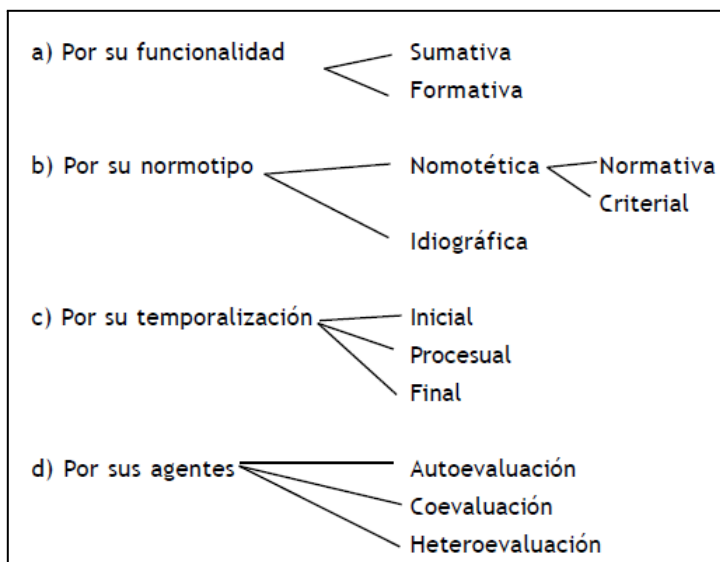 a) Por su funcionalidad Sumativa
Formativa
b) Por su normotipo Nomotética Normativa
Criterial
Idiográfica
c) Por su temporalización Inicial
Procesual
Final
d) Por sus agentes Autoevaluación
Coevaluación
Heteroevaluación